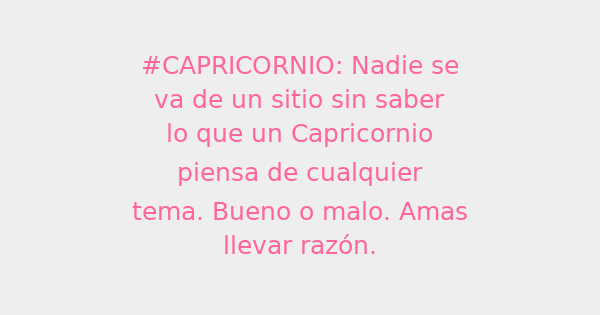 #CAPRICORNIO: Nadie se
va de un sitio sin saber
lo que un Capricornio
piensa de cualquier
tema. Bueno o malo. Amas
llevar razón.